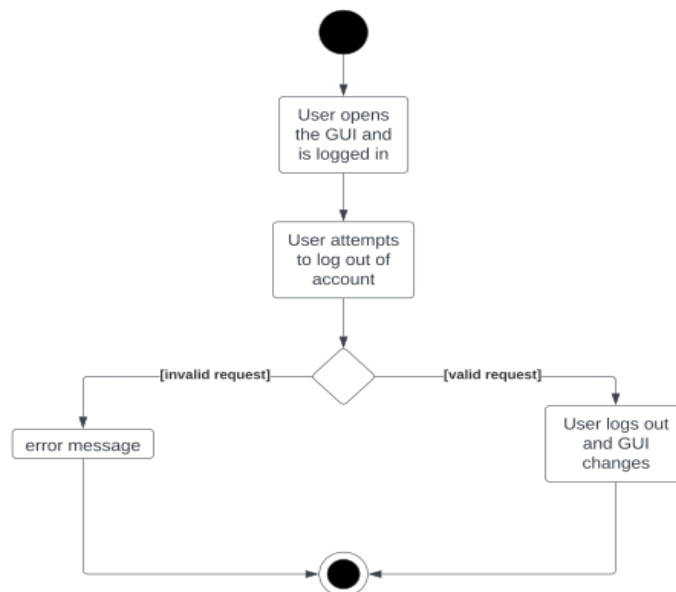 User opens
the GUI and
is logged in
User attempts
to log out of
account
[invalid request]
[valid request]
error message
User logs out
and GUI
changes